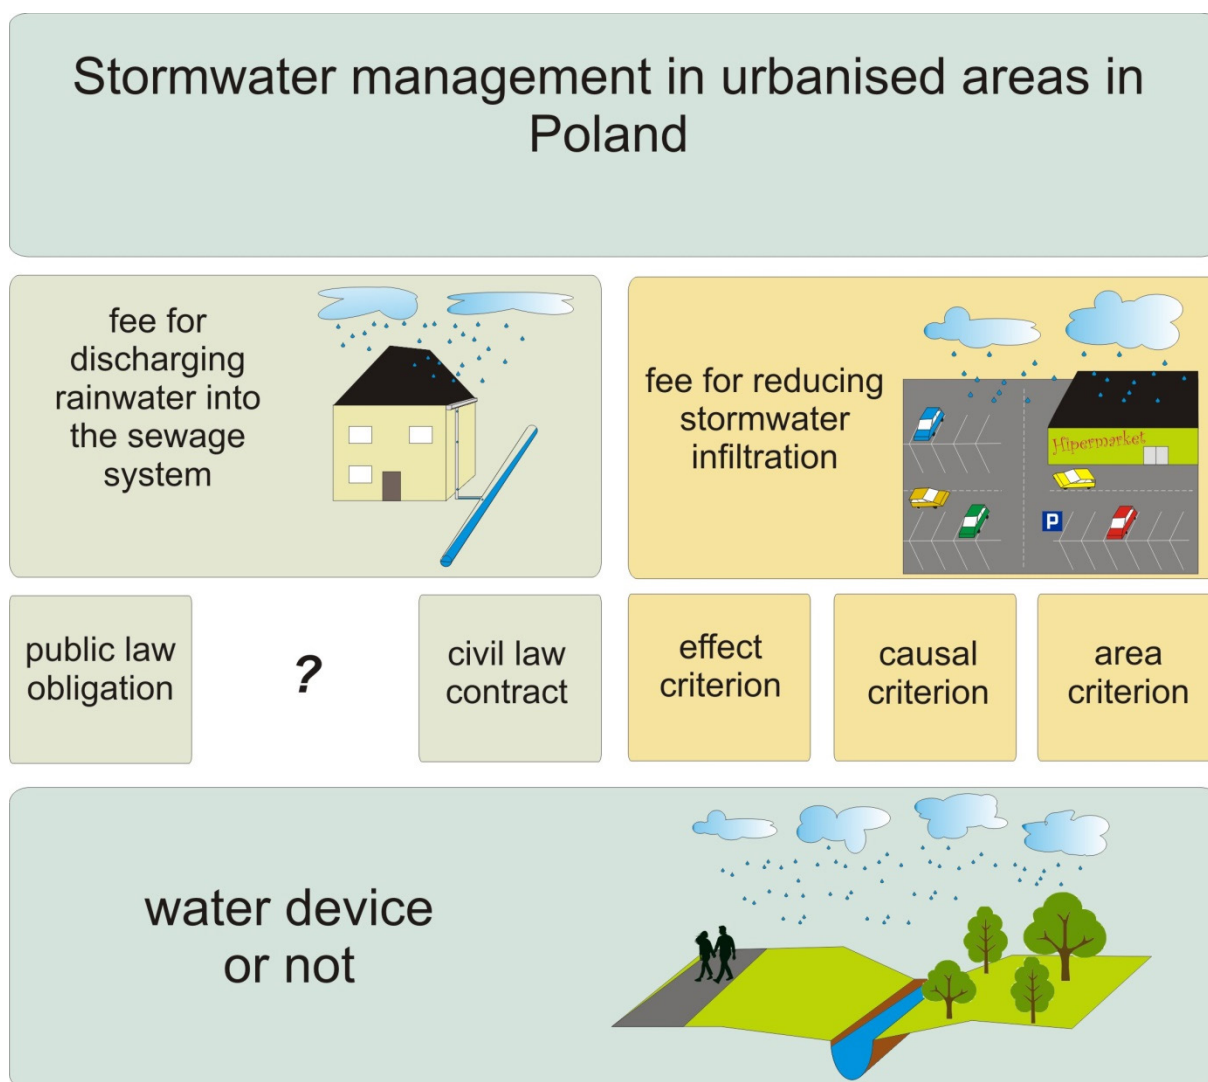 Stormwater management in urbanised areas in
Poland
fee for
discharging
rainwater into
the sewage
system
fee for reducing
stormwater
infiltration
Hipermarket
P
public law
obligation
?
civil law
contract
effect
criterion
causal
criterion
area
criterion
water device
or not